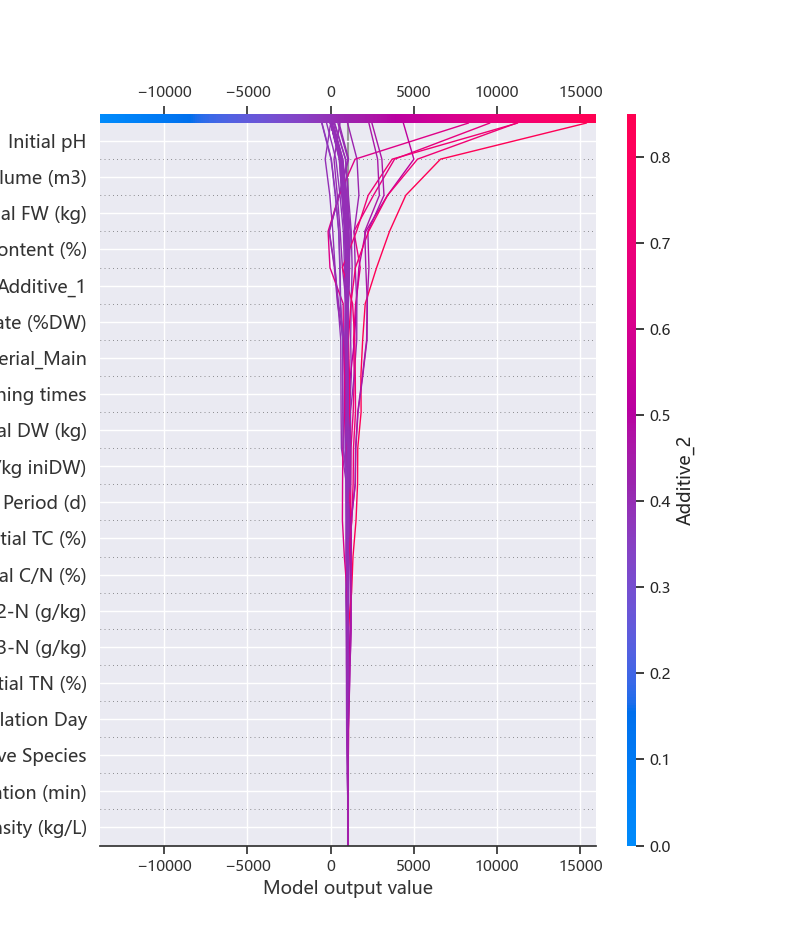 −10000 −5000 0 5000 10000 15000
Initial pH
lume (m3)
al FW (kg)
ontent (%)
Additive_1
ate (%DW)
erial_Main
ning times
al DW (kg)
/kg iniDW)
Period (d)
tial TC (%)
al C/N (%)
2-N (g/kg)
3-N (g/kg)
tial TN (%)
lation Day
ve Species
ation (min)
nsity (kg/L)
−10000 −5000 0 5000 10000 15000
Model output value
0.8
0.7
0.6
0.5
0.4
0.3
0.2
0.1
0.0
Additive_2